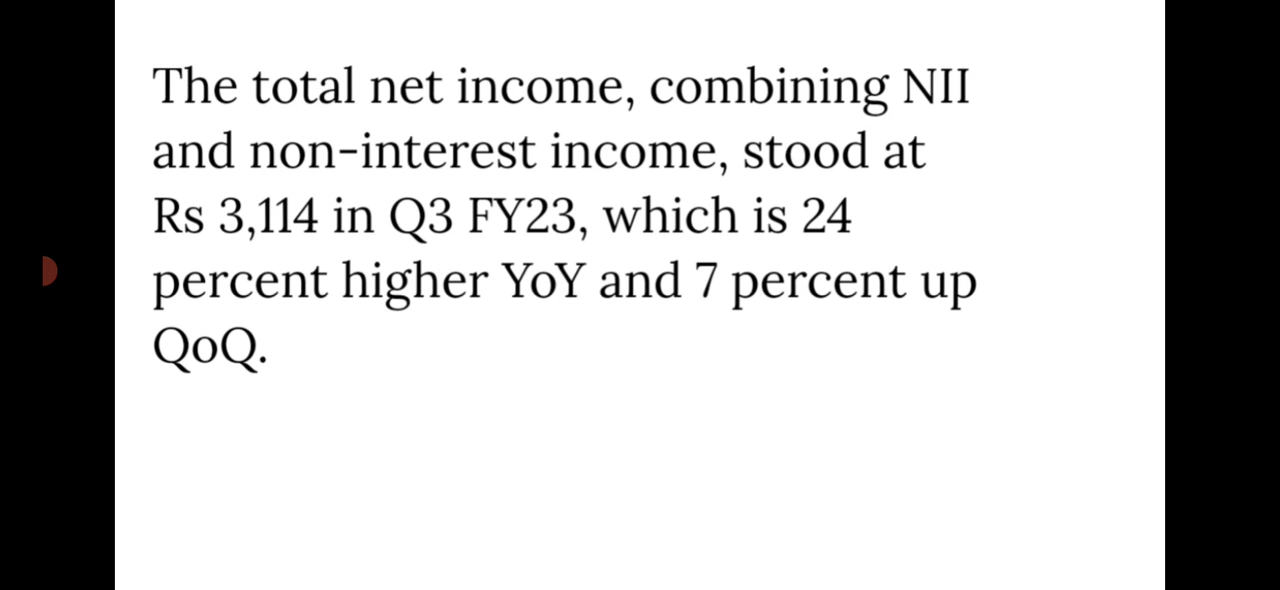 The total net income, combining NII
and non-interest income, stood at
Rs 3,114 in Q3 FY23, which is 24
percent higher YoY and 7 percent up
QoQ.